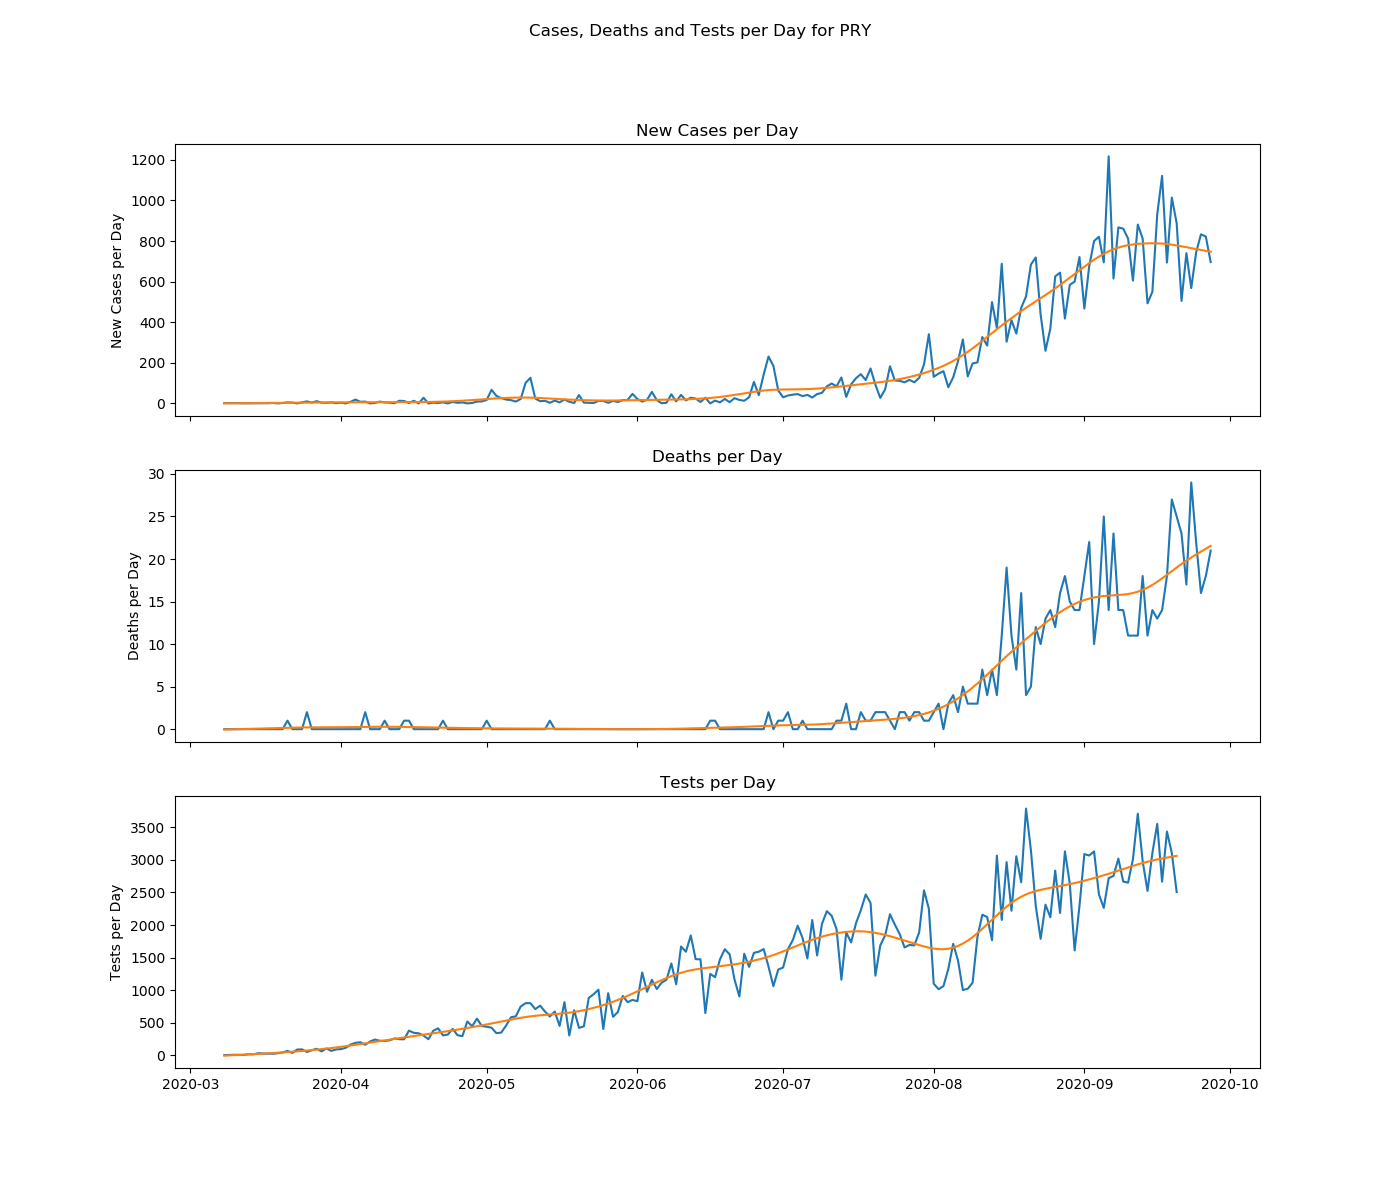 Cases, Deaths and Tests per Day for PRY
New Cases per Day
1200
1000
800
600
400
200
0
New Cases per Day
Deaths per Day
30
25
20
15
10
5
0
Deaths per Day
Tests per Day
3500
3000
2500
2000
1500
1000
500
0
Tests per Day
2020-03 2020-04 2020-05 2020-06 2020-07 2020-08 2020-09 2020-10